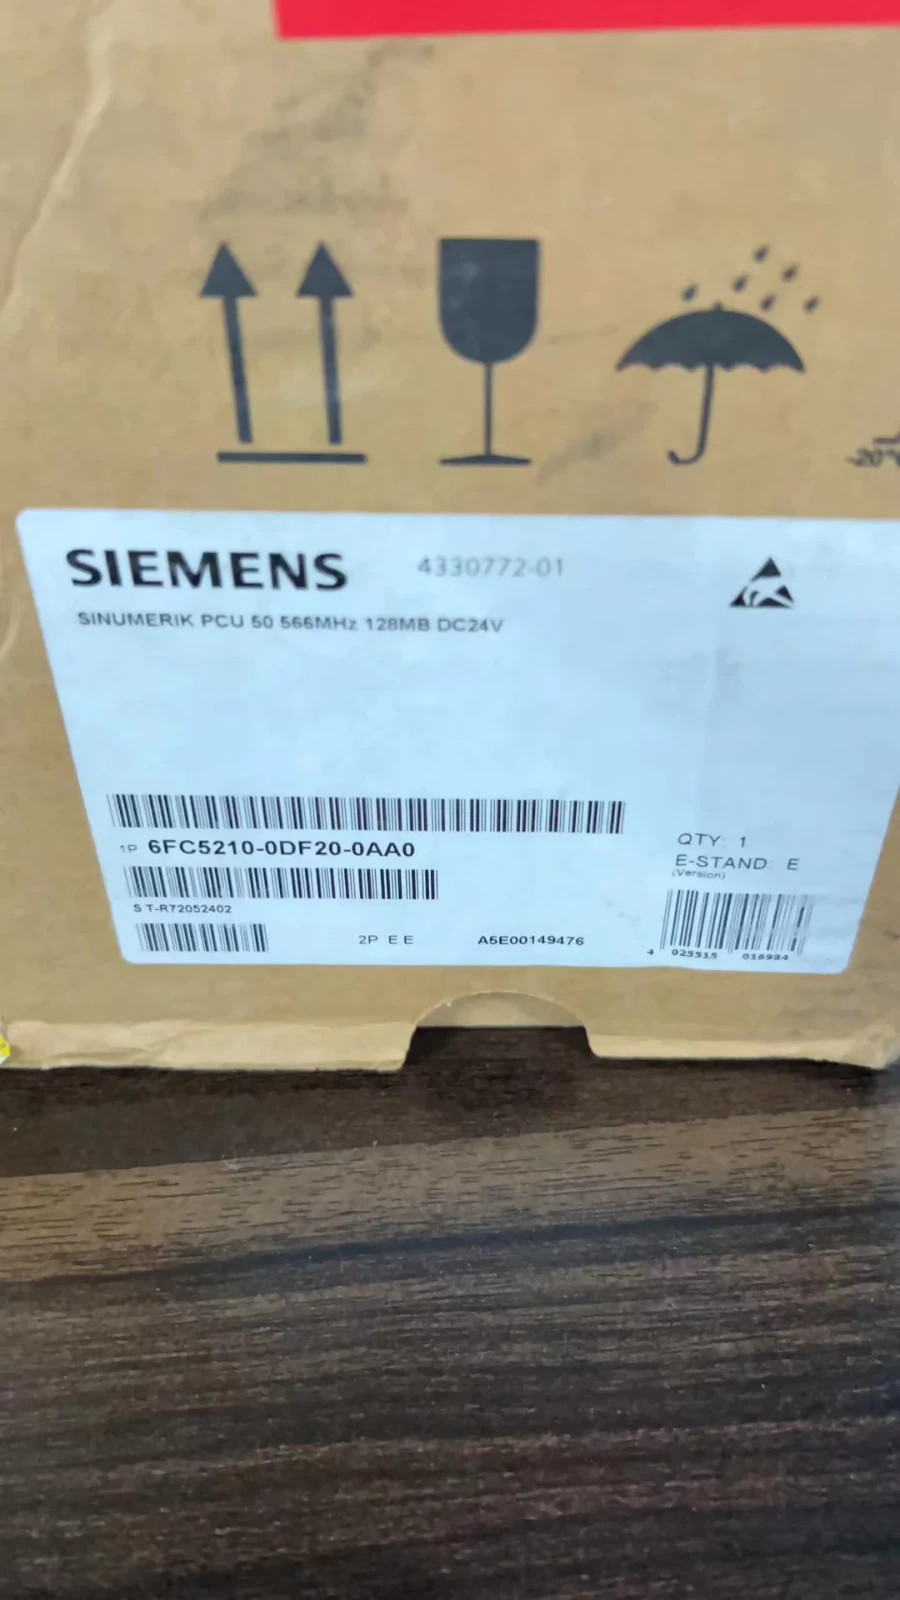 SIEMENS 4330772-01
SINUMERIK PCU 50 566MHz 128MB DC24V
1P 6FC5210-0DF20-0AA0
QTY: 1
E-STAND: E
(Version)
S T-R72052402
2P E E A5E00149476
4 025515 016984